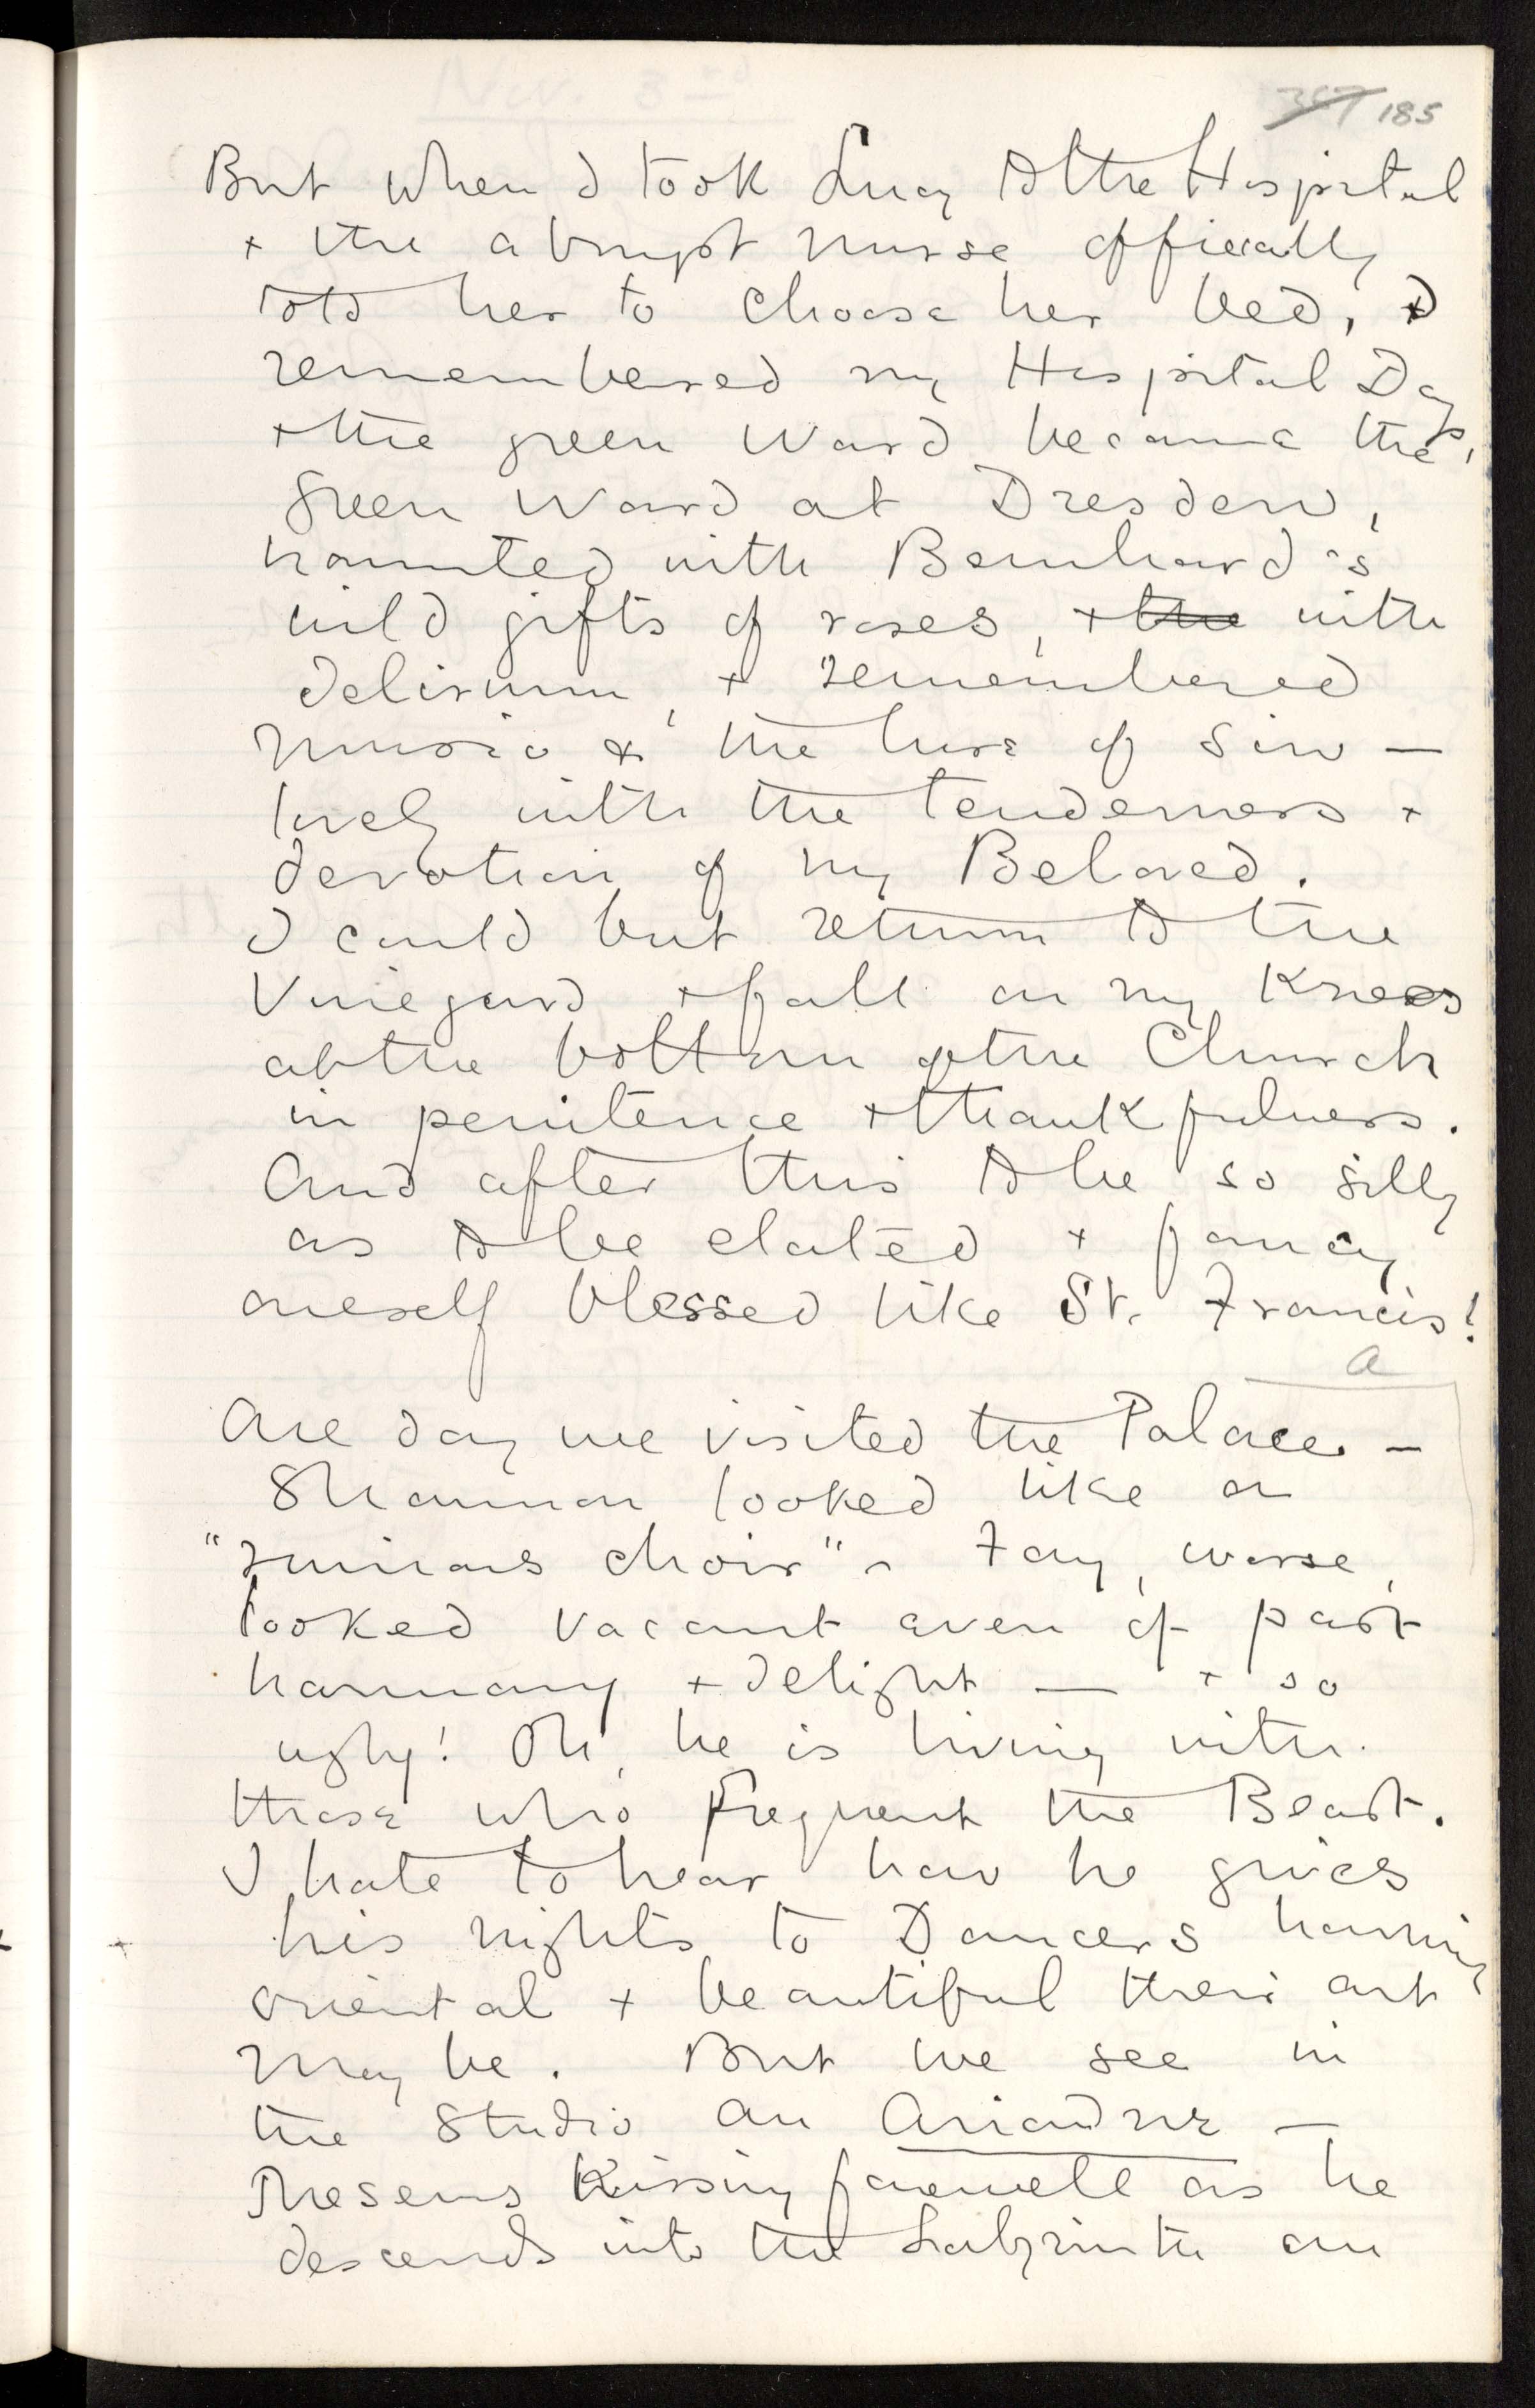 367 185
But when I took Lucy to the Hospital
+ the abrupt nurse officially
told her to choose her bed, I
remembered my Hospital Days,
+ the green Ward became the
Green Ward at Dresden,
haunted with Bernhard's
wild gifts of roses, + the with
delirium, + remembered
music & the lure of sin —
lovely with the tenderness +
devotion of my Beloved.
I could but return to the
Vineyard + fall on my Knees
at the bottom of the Church
in penitence + thankfulness.
And after this to be so silly
as to be elated + fancy
oneself blessed like St. Francis!
a
One day we visited the Palace. —
Shannon looked like a
"ruinous choir" - Fay, worse,
looked vacant even of past
harmony + delight — + so
ugly! Oh, he is living with
those who frequent the Beast.
I hate to hear how he gives
his nights to Dancers
oriental + beautiful their art
may be. But we see in
the Studio an Ariadne —
Theseus Kissing farewell as he
descends into the Labyrinth an